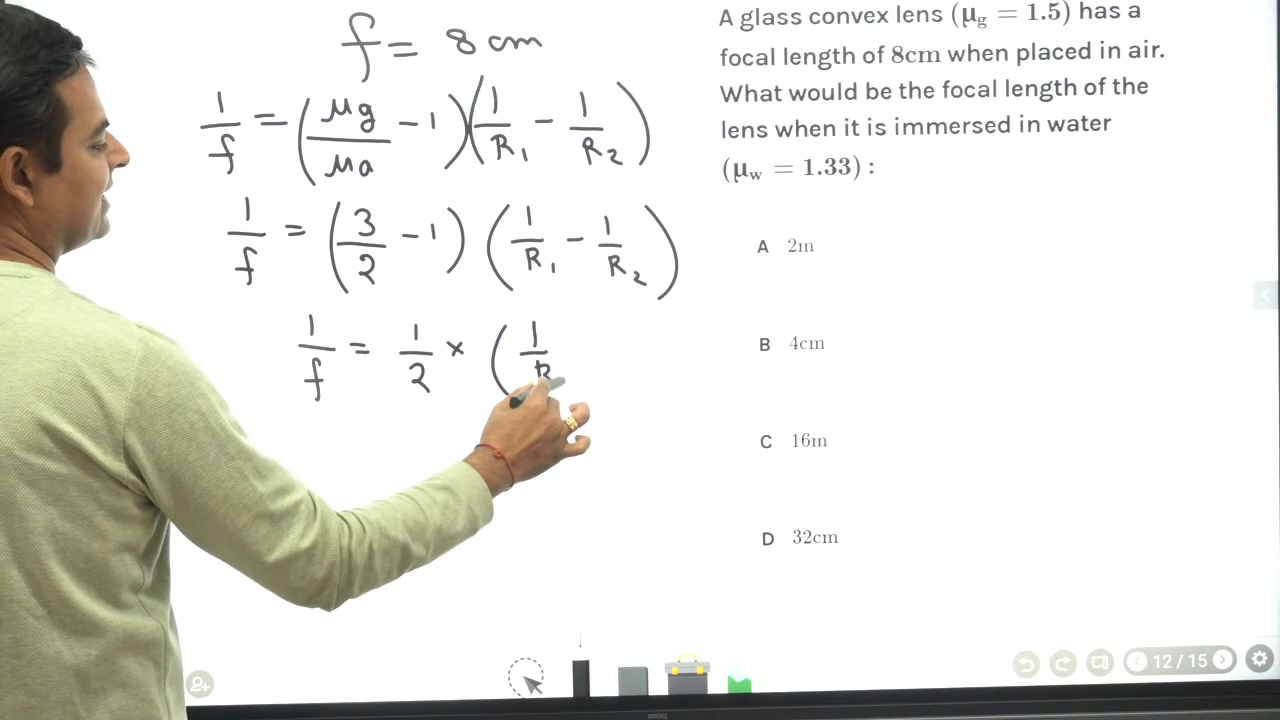 f = 8 cm
1/f = (μg/μa - 1)(1/R1 - 1/R2)
1/f = (3/2 - 1)(1/R1 - 1/R2)
1/f = 1/2 × (1/R
A glass convex lens (μg = 1.5) has a
focal length of 8cm when placed in air.
What would be the focal length of the
lens when it is immersed in water
(μw = 1.33) :
A 2m
B 4cm
C 16m
D 32cm
12 / 15
BenQ